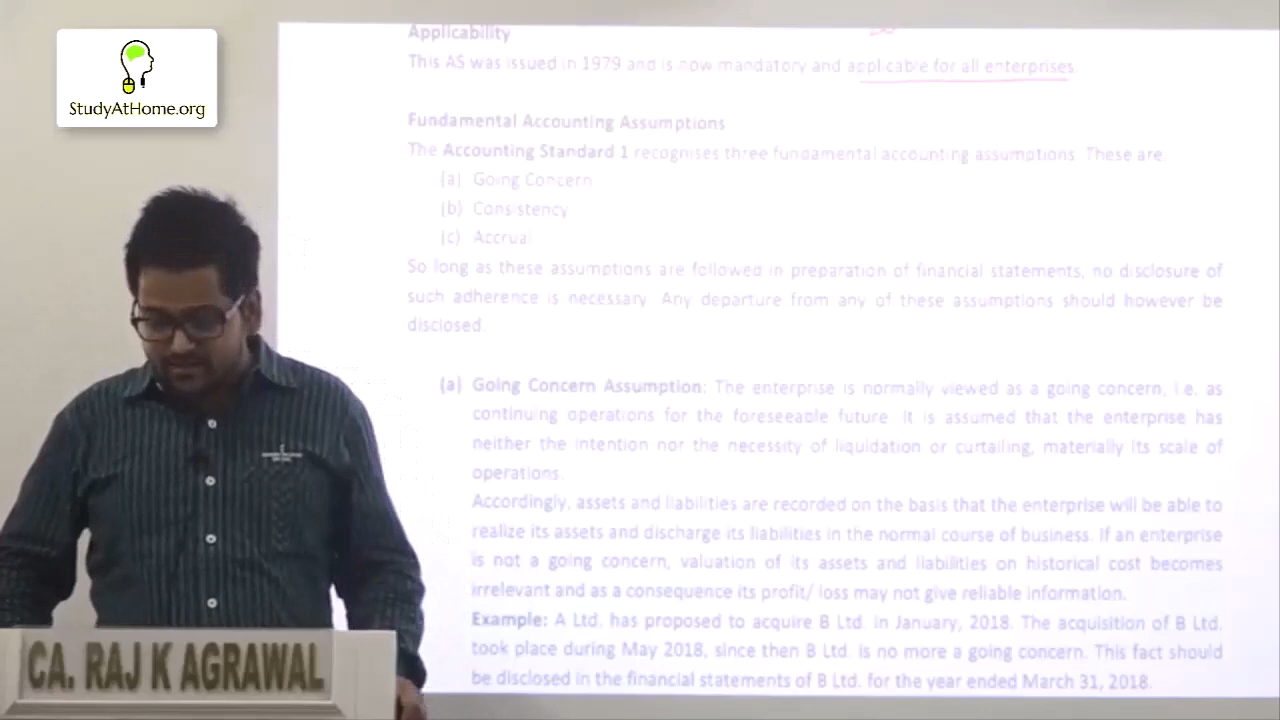 StudyAtHome.org
Applicability
This AS was issued in 1979 and is now mandatory and applicable for all enterprises.
Fundamental Accounting Assumptions
The Accounting Standard 1 recognises three fundamental accounting assumptions. These are:
(a) Going Concern
(b) Consistency
(c) Accrual
So long as these assumptions are followed in preparation of financial statements, no disclosure of
such adherence is necessary. Any departure from any of these assumptions should however be
disclosed.
(a) Going Concern Assumption: The enterprise is normally viewed as a going concern, i.e. as
continuing operations for the foreseeable future. It is assumed that the enterprise has
neither the intention nor the necessity of liquidation or curtailing, materially its scale of
operations.
Accordingly, assets and liabilities are recorded on the basis that the enterprise will be able to
realize its assets and discharge its liabilities in the normal course of business. If an enterprise
is not a going concern, valuation of its assets and liabilities on historical cost becomes
irrelevant and as a consequence its profit/ loss may not give reliable information.
Example: A Ltd. has proposed to acquire B Ltd. in January, 2018. The acquisition of B Ltd.
took place during May 2018, since then B Ltd. is no more a going concern. This fact should
be disclosed in the financial statements of B Ltd. for the year ended March 31, 2018.
CA. RAJ K AGRAWAL